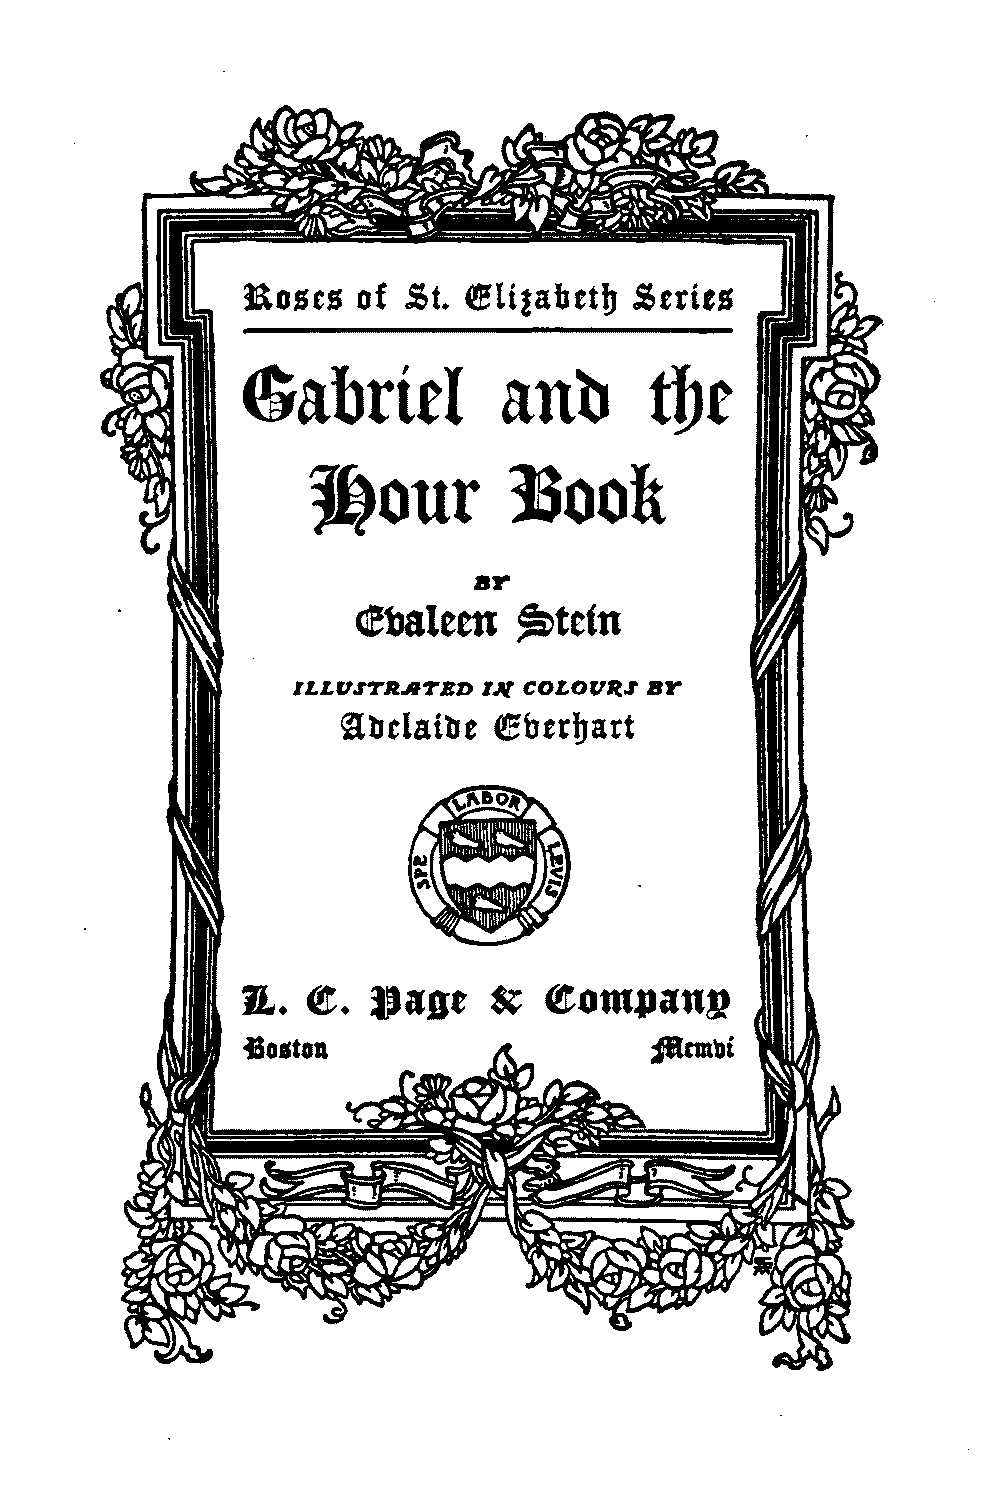 Roses of St. Elizabeth Series
Gabriel and the
Hour Book
BY
Evaleen Stein
ILLUSTRATED IN COLOURS BY
Adelaide Everhart
SPE LABOR LEVIS
L. C. Page & Company
Boston Mcmvi